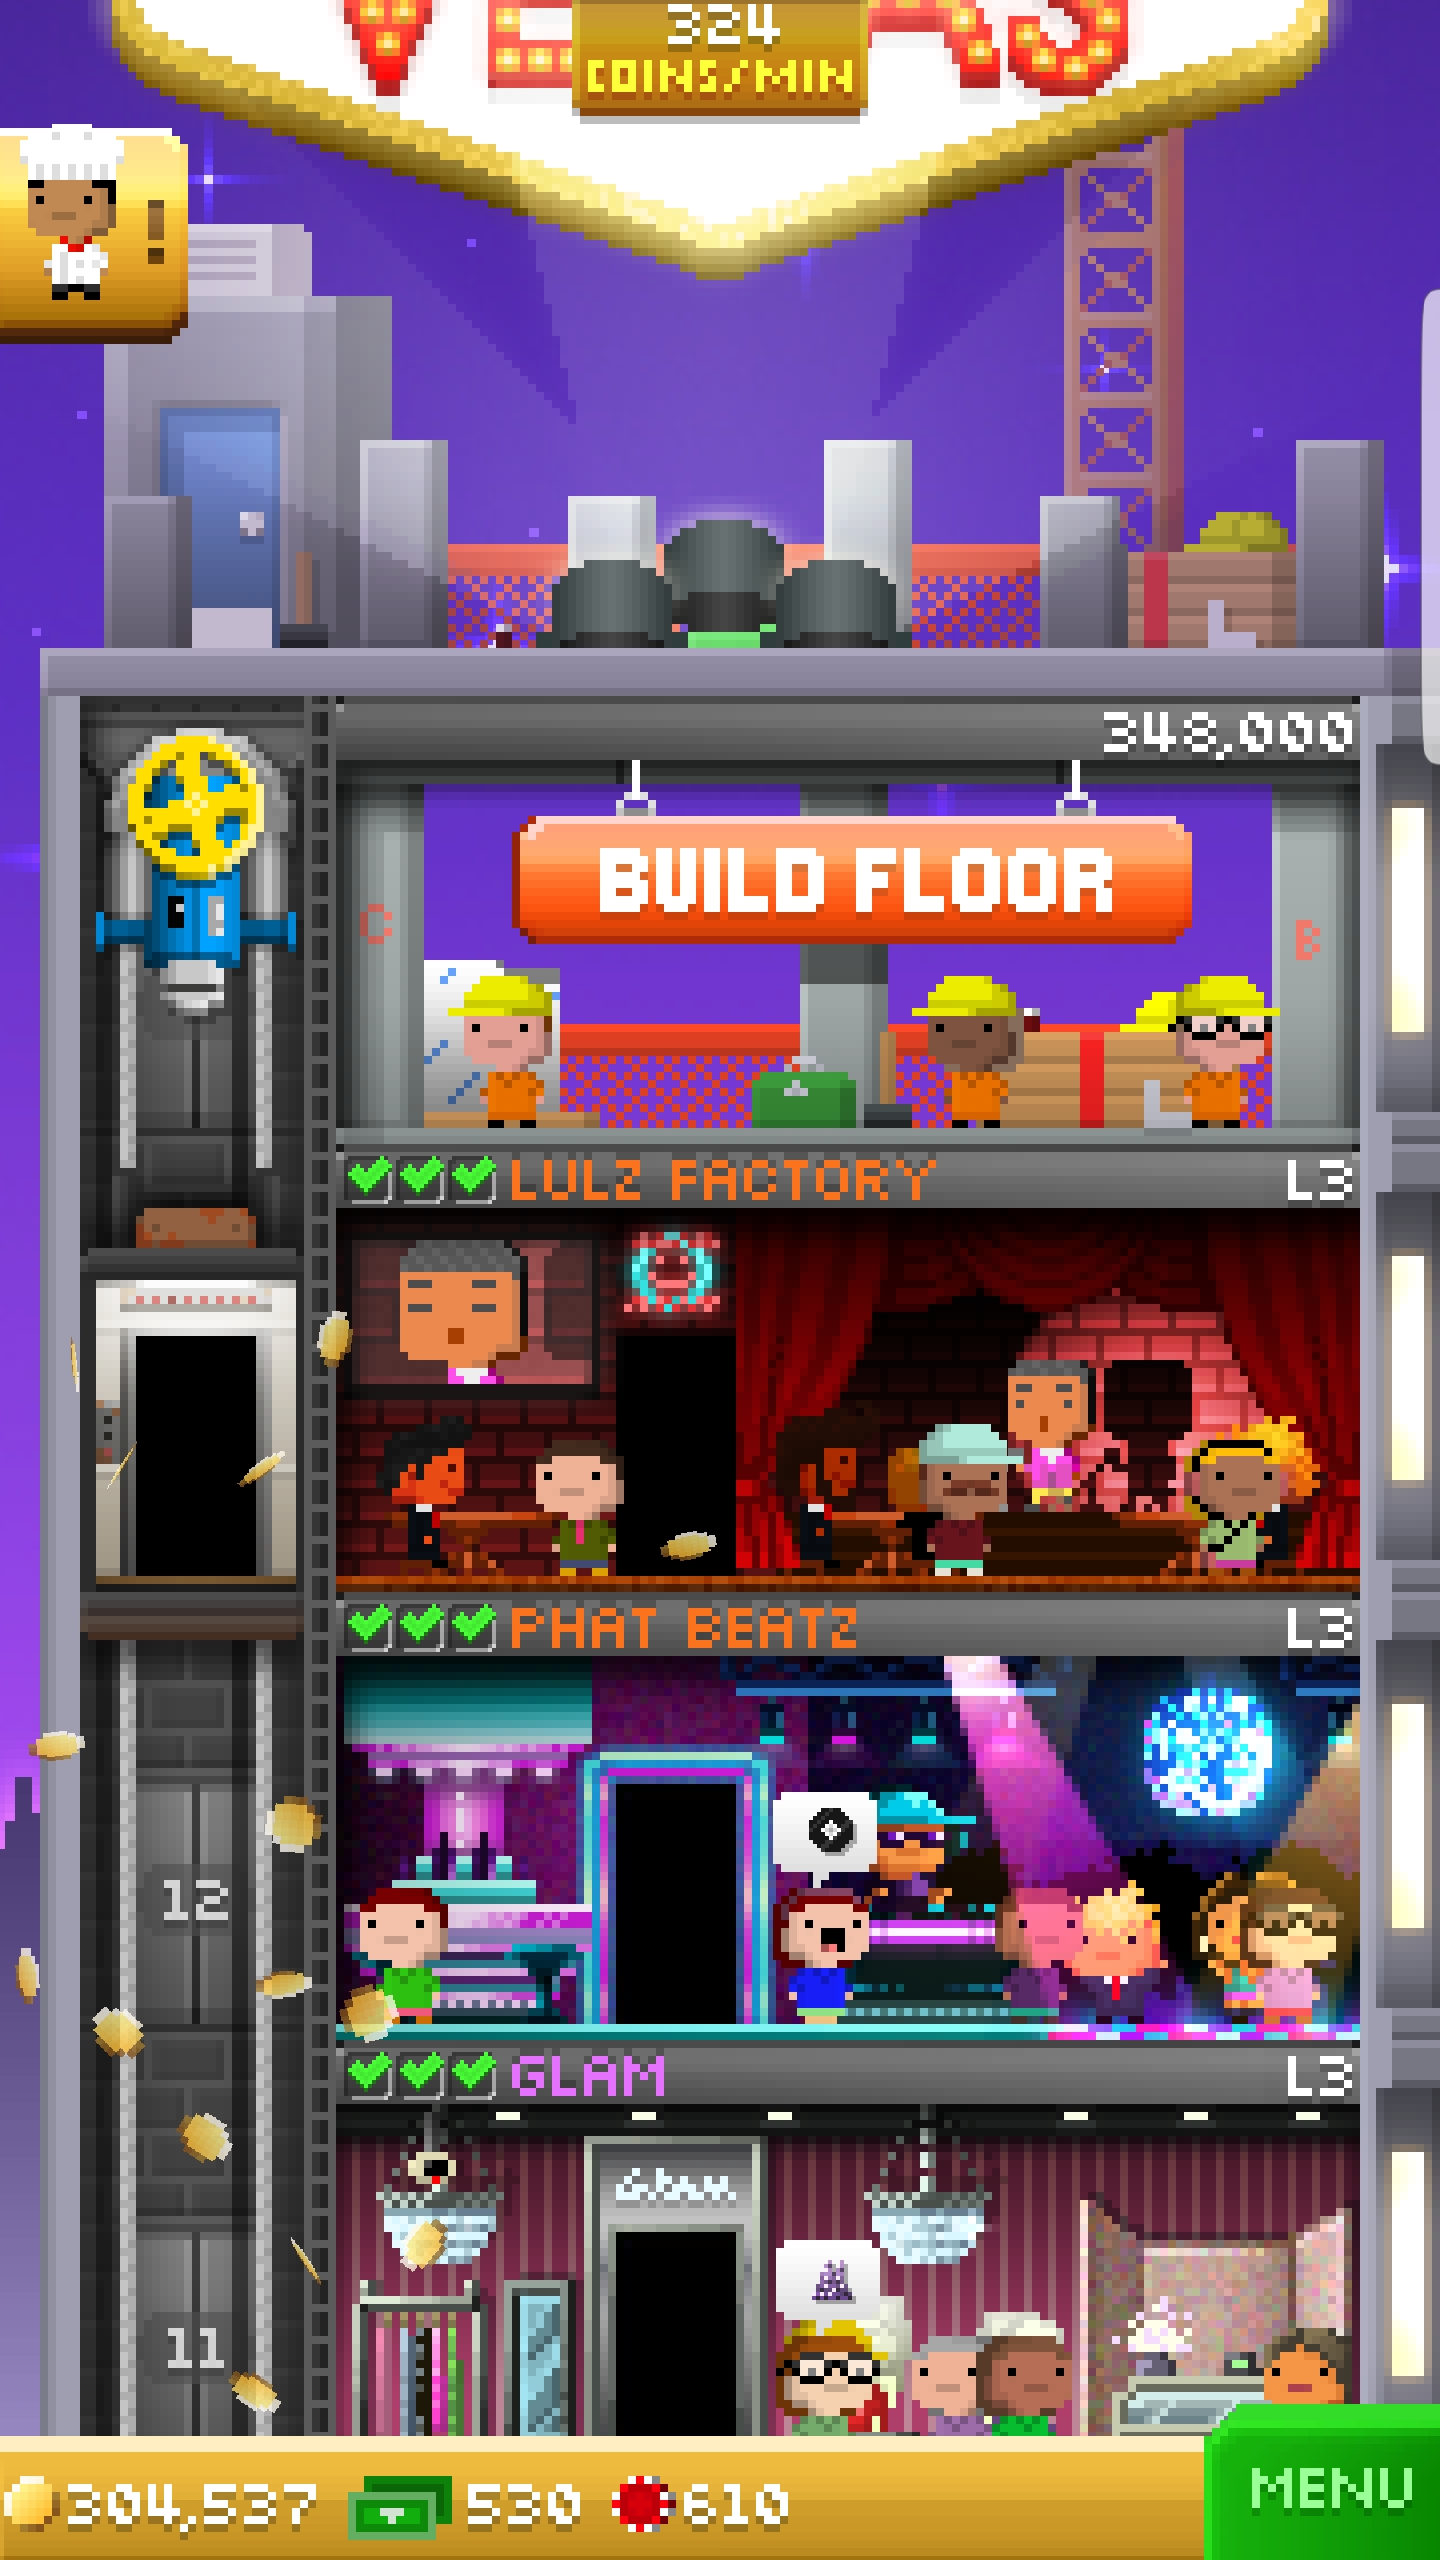 VEGAS
324
COINS/MIN
!
348,000
BUILD FLOOR
C
B
LULZ FACTORY
L3
PHAT BEATZ
L3
12
GLAM
L3
Glam
11
304,537
530
610
MENU